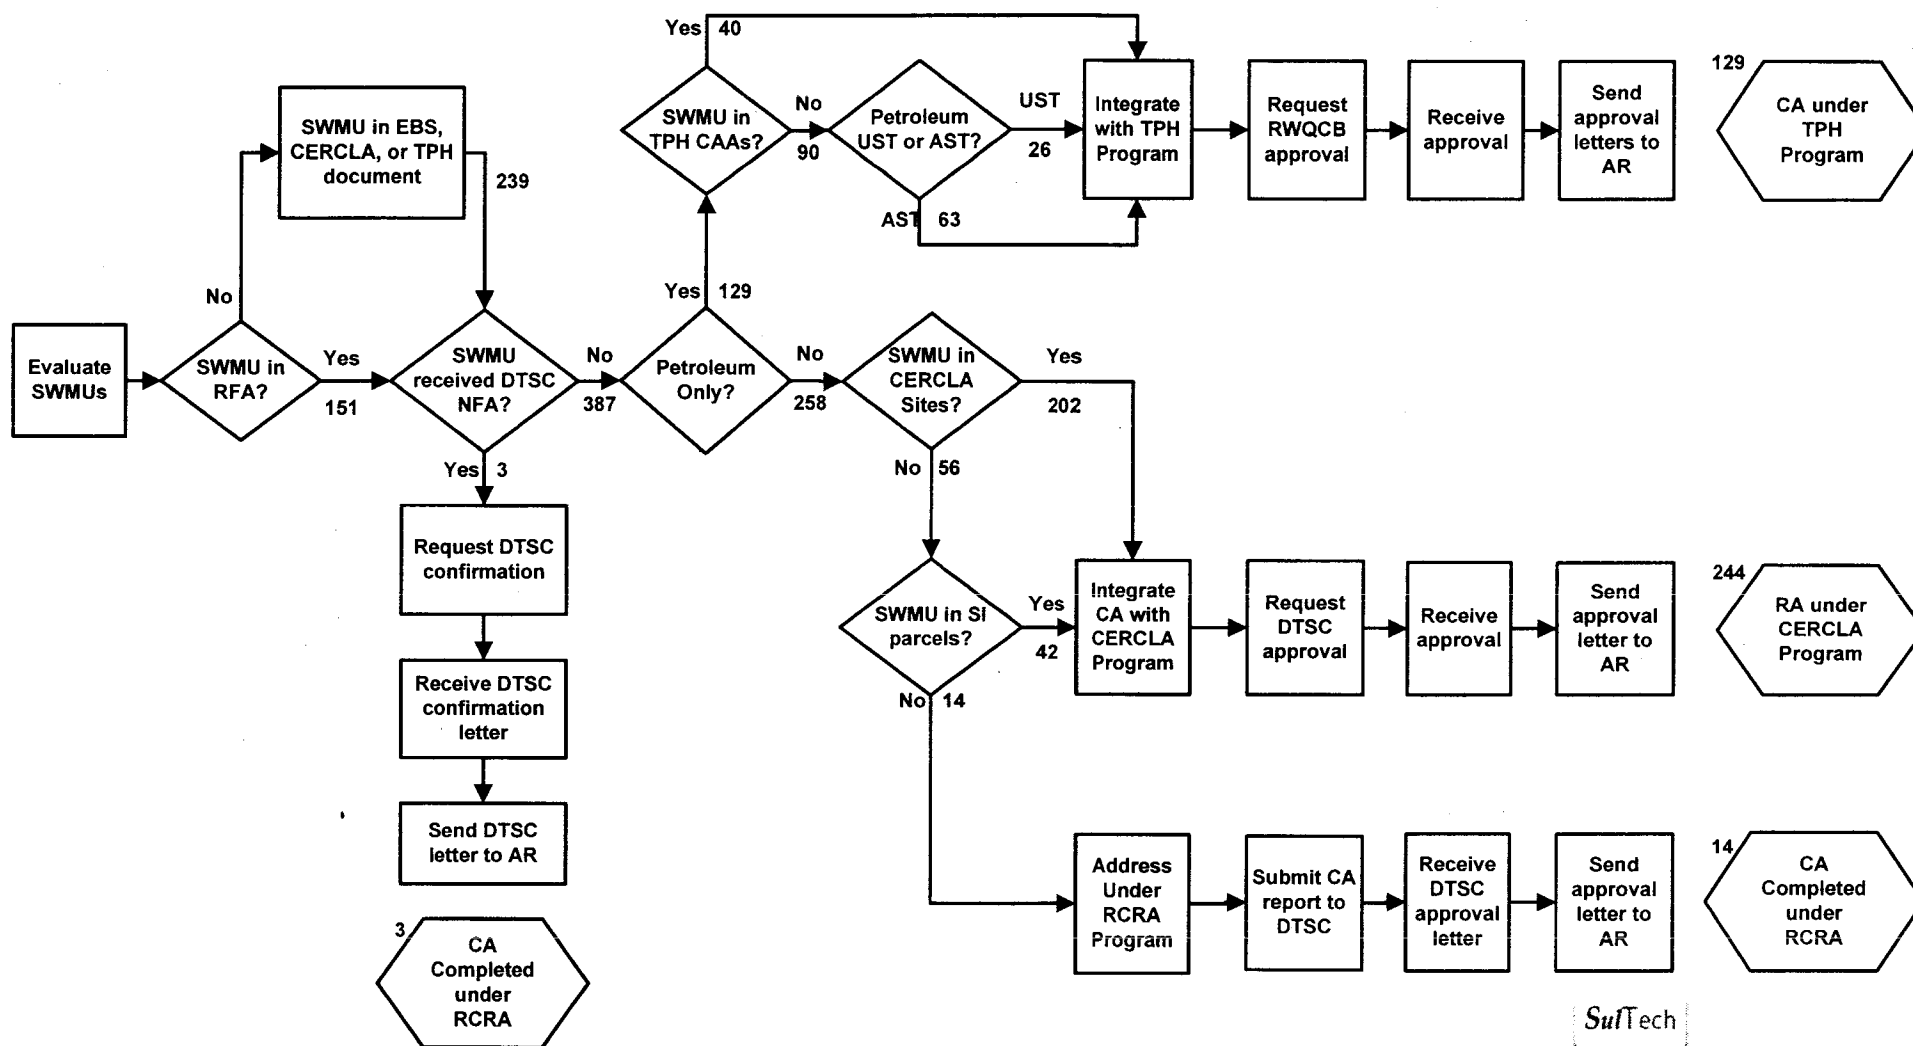 Yes 40
129
SWMU in EBS,
CERCLA, or TPH
document
239
No
SWMU in
TPH CAAs?
No
90
Petroleum
UST or AST?
UST
26
AST 63
Integrate
with TPH
Program
Request
RWQCB
approval
Receive
approval
Send
approval
letters to
AR
CA under
TPH
Program
Yes 129
Evaluate
SWMUs
SWMU in
RFA?
Yes
151
SWMU
received DTSC
NFA?
No
387
Petroleum
Only?
No
258
SWMU in
CERCLA
Sites?
Yes
202
Yes 3
No 56
Request DTSC
confirmation
Receive DTSC
confirmation
letter
Send DTSC
letter to AR
3
CA
Completed
under
RCRA
SWMU in SI
parcels?
Yes
42
No 14
Integrate
CA with
CERCLA
Program
Request
DTSC
approval
Receive
approval
Send
approval
letter to
AR
244
RA under
CERCLA
Program
Address
Under
RCRA
Program
Submit CA
report to
DTSC
Receive
DTSC
approval
letter
Send
approval
letter to
AR
14
CA
Completed
under
RCRA
SulTech